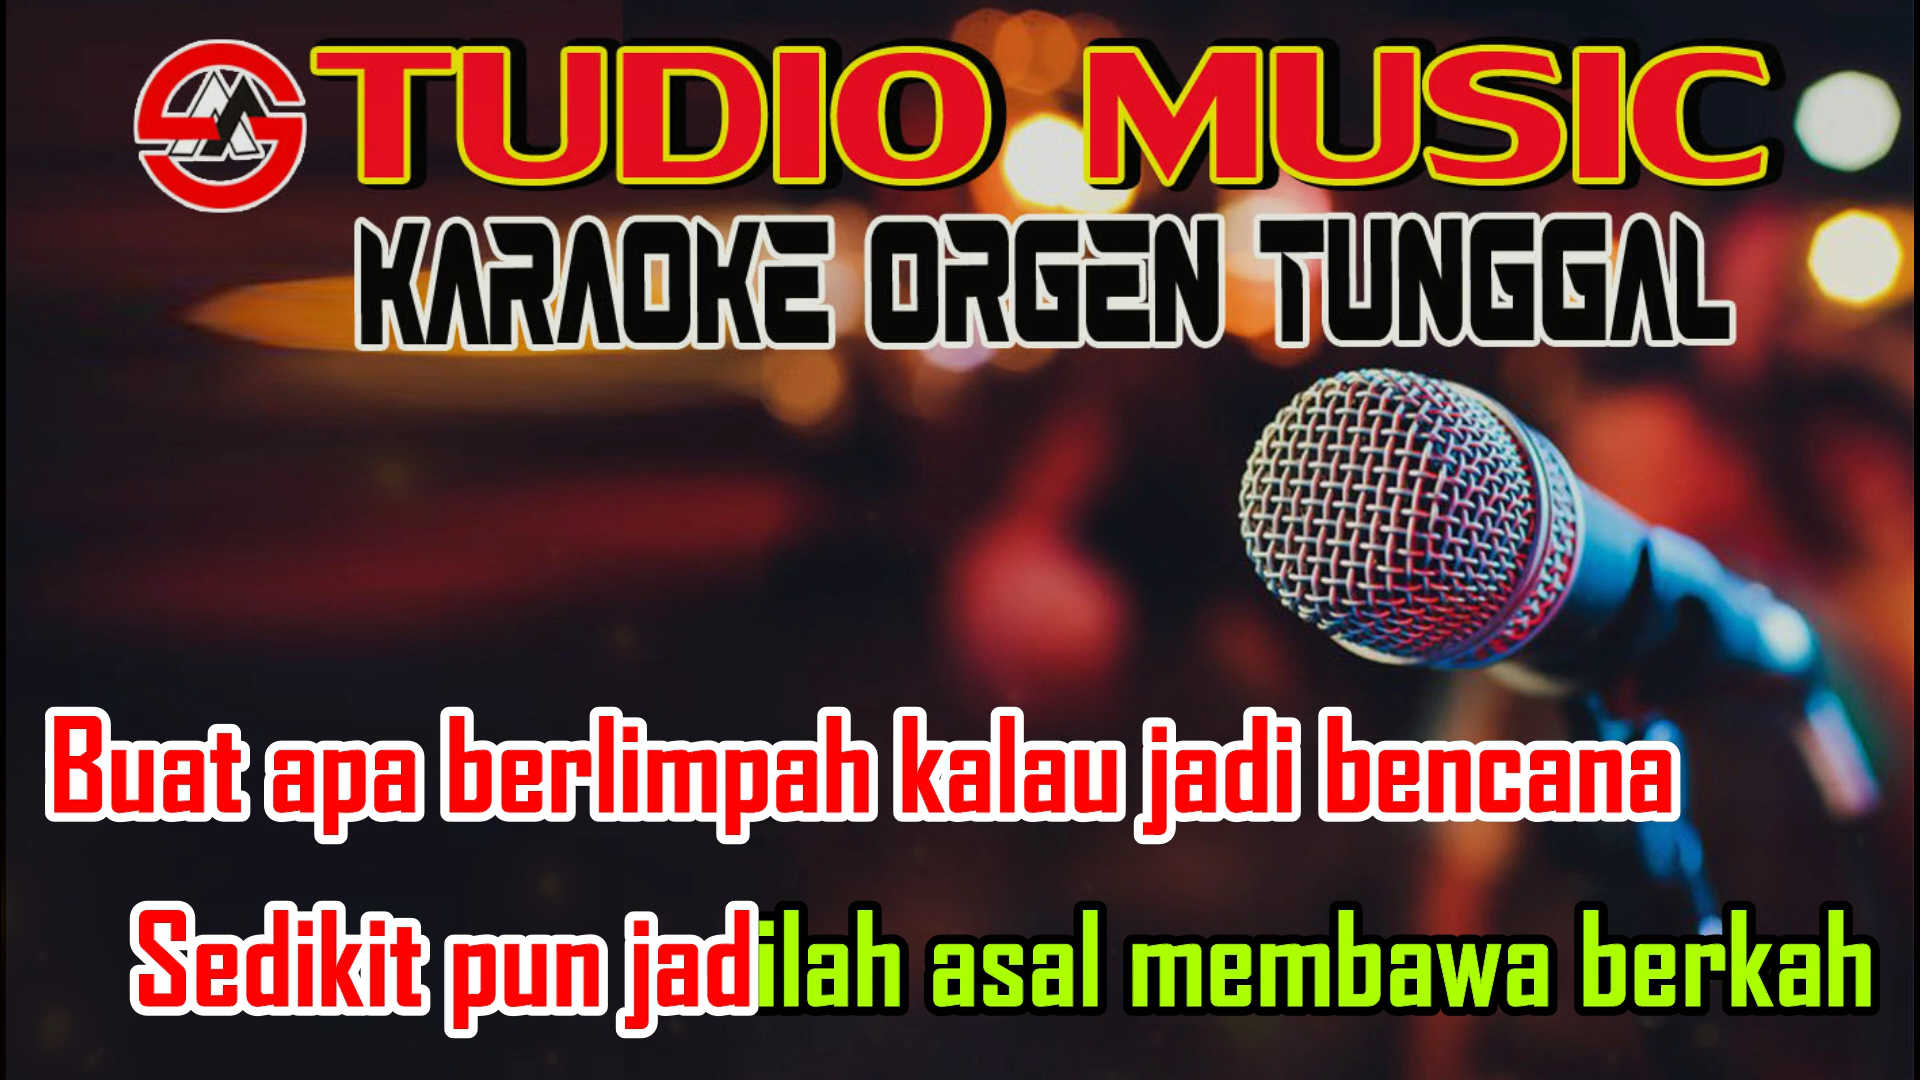 STUDIO MUSIC
KARAOKE ORGEN TUNGGAL
Buat apa berlimpah kalau jadi bencana
Sedikit pun jadilah asal membawa berkah